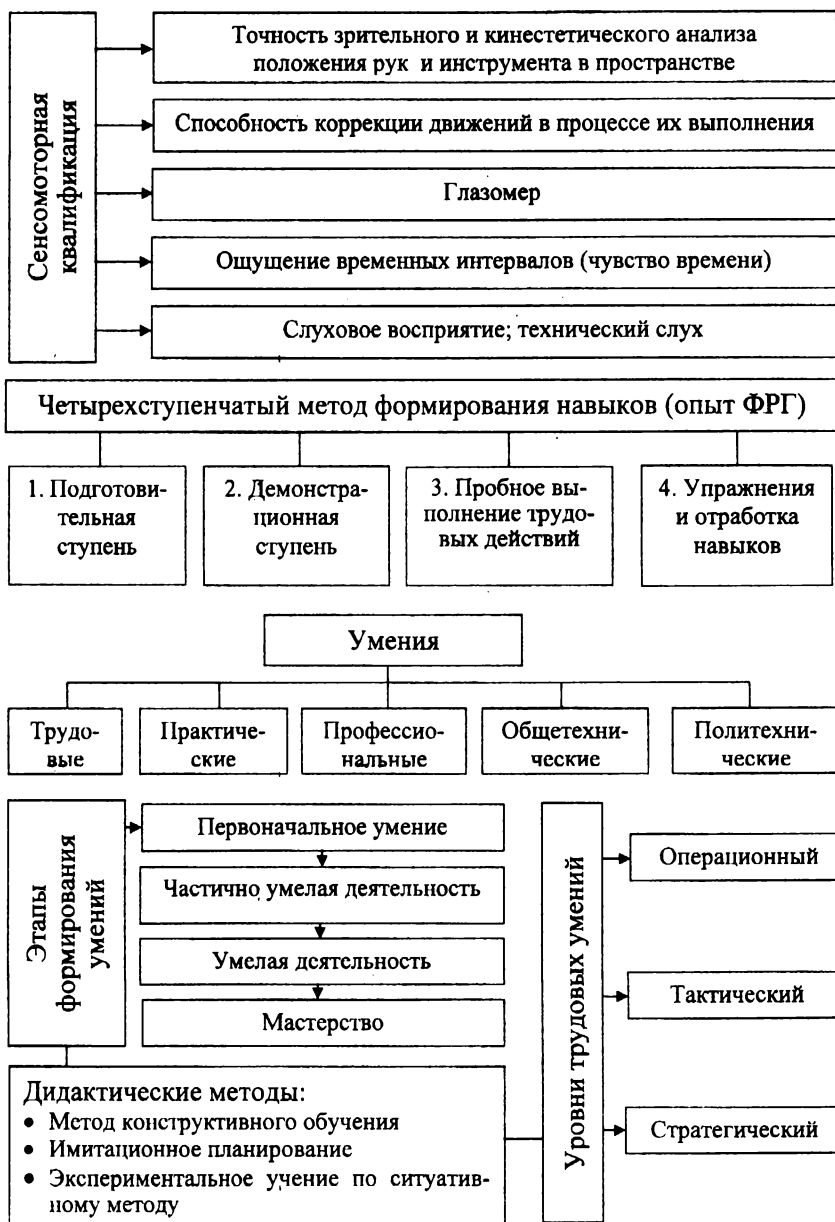 Сенсомоторная
квалификация
Точность зрительного и кинестетического анализа
положения рук и инструмента в пространстве
Способность коррекции движений в процессе их выполнения
Глазомер
Ощущение временных интервалов (чувство времени)
Слуховое восприятие; технический слух
Четырехступенчатый метод формирования навыков (опыт ФРГ)
1. Подготови-
тельная
ступень
2. Демонстра-
ционная
ступень
3. Пробное вы-
полнение трудо-
вых действий
4. Упражнения
и отработка
навыков
Умения
Трудо-
вые
Практиче-
ские
Профессио-
нальные
Общетехни-
ческие
Политехни-
ческие
Этапы
формирования
умений
Первоначальное умение
Частично умелая деятельность
Умелая деятельность
Мастерство
Уровни трудовых умений
Операционный
Тактический
Стратегический
Дидактические методы:
• Метод конструктивного обучения
• Имитационное планирование
• Экспериментальное учение по ситуатив-
ному методу